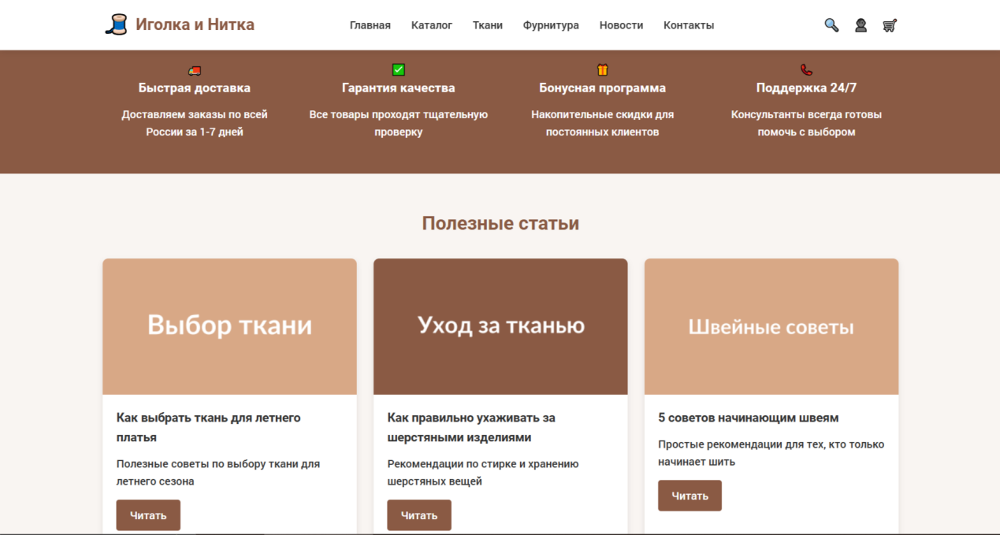 Иголка и Нитка
Главная
Каталог
Ткани
Фурнитура
Новости
Контакты
Быстрая доставка
Доставляем заказы по всей
России за 1-7 дней
Гарантия качества
Все товары проходят тщательную
проверку
Бонусная программа
Накопительные скидки для
постоянных клиентов
Поддержка 24/7
Консультанты всегда готовы
помочь с выбором
Полезные статьи
Выбор ткани
Как выбрать ткань для летнего
платья
Полезные советы по выбору ткани для
летнего сезона
Читать
Уход за тканью
Как правильно ухаживать за
шерстяными изделиями
Рекомендации по стирке и хранению
шерстяных вещей
Читать
Швейные советы
5 советов начинающим швеям
Простые рекомендации для тех, кто только
начинает шить
Читать